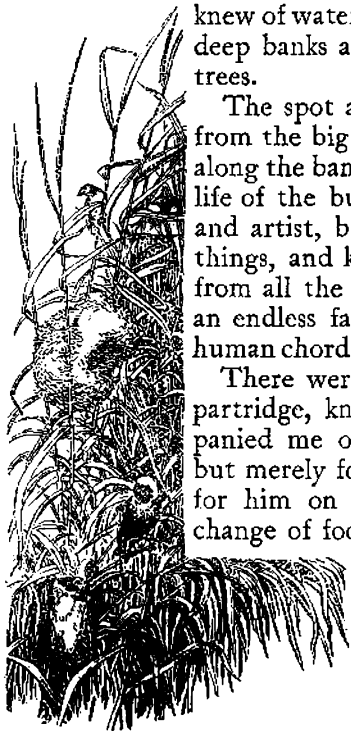 knew of water
deep banks a
trees.
The spot a
from the big
along the ban
life of the bu
and artist, b
things, and k
from all the
an endless fa
human chord
There were
partridge, kn
panied me o
but merely fo
for him on
change of foo